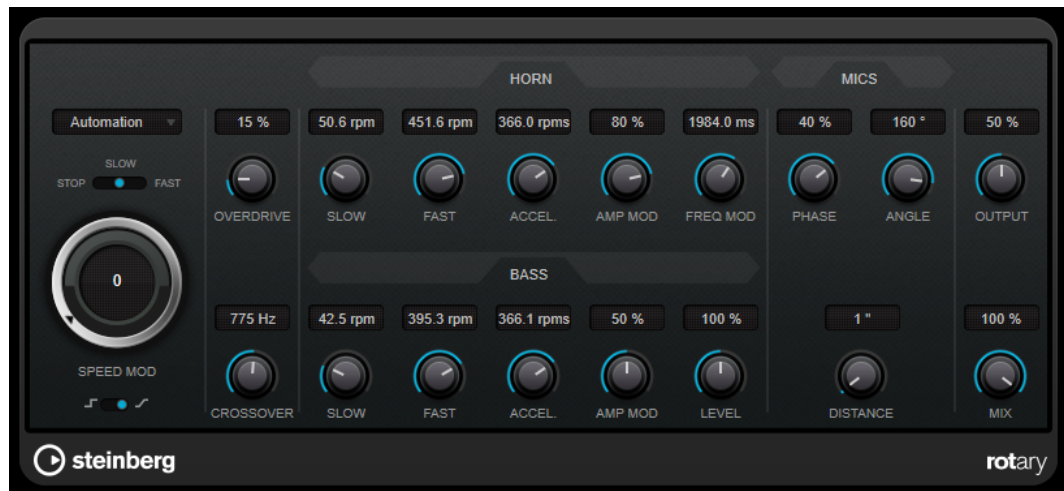 HORN
MICS
Automation
15 %
50.6 rpm
451.6 rpm
366.0 rpms
80 %
1984.0 ms
40 %
160 °
50 %
SLOW
STOP
FAST
OVERDRIVE
SLOW
FAST
ACCEL.
AMP MOD
FREQ MOD
PHASE
ANGLE
OUTPUT
BASS
0
775 Hz
42.5 rpm
395.3 rpm
366.1 rpms
50 %
100 %
1 "
100 %
SPEED MOD
CROSSOVER
SLOW
FAST
ACCEL.
AMP MOD
LEVEL
DISTANCE
MIX
steinberg
rotary